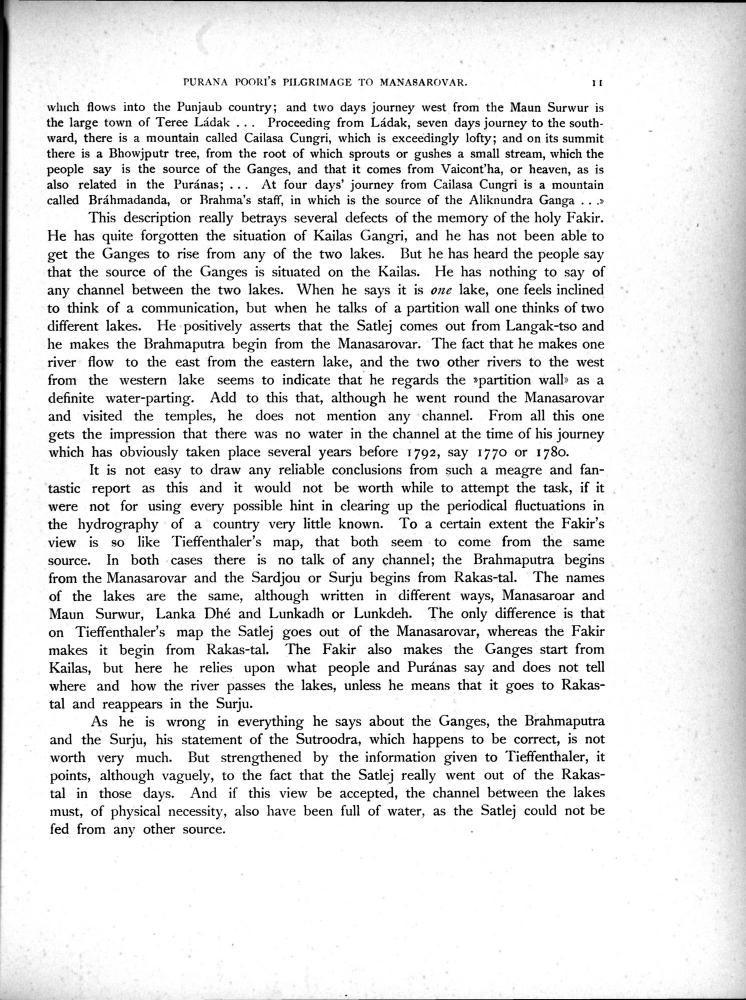 PURANA POORI'S PILGRIMAGE TO MANASAROVAR. 11
which flows into the Punjaub country; and two days journey west from the Maun Surwur is
the large town of Teree Ládak ... Proceeding from Ládak, seven days journey to the south-
ward, there is a mountain called Cailasa Cungri, which is exceedingly lofty; and on its summit
there is a Bhowjputr tree, from the root of which sprouts or gushes a small stream, which the
people say is the source of the Ganges, and that it comes from Vaicont'ha, or heaven, as is
also related in the Puránas; ... At four days' journey from Cailasa Cungri is a mountain
called Bráhmadanda, or Brahma's staff, in which is the source of the Aliknundra Ganga ...»
This description really betrays several defects of the memory of the holy Fakir.
He has quite forgotten the situation of Kailas Gangri, and he has not been able to
get the Ganges to rise from any of the two lakes. But he has heard the people say
that the source of the Ganges is situated on the Kailas. He has nothing to say of
any channel between the two lakes. When he says it is one lake, one feels inclined
to think of a communication, but when he talks of a partition wall one thinks of two
different lakes. He positively asserts that the Satlej comes out from Langak-tso and
he makes the Brahmaputra begin from the Manasarovar. The fact that he makes one
river flow to the east from the eastern lake, and the two other rivers to the west
from the western lake seems to indicate that he regards the »partition wall» as a
definite water-parting. Add to this that, although he went round the Manasarovar
and visited the temples, he does not mention any channel. From all this one
gets the impression that there was no water in the channel at the time of his journey
which has obviously taken place several years before 1792, say 1770 or 1780.
It is not easy to draw any reliable conclusions from such a meagre and fan-
tastic report as this and it would not be worth while to attempt the task, if it
were not for using every possible hint in clearing up the periodical fluctuations in
the hydrography of a country very little known. To a certain extent the Fakir's
view is so like Tieffenthaler's map, that both seem to come from the same
source. In both cases there is no talk of any channel; the Brahmaputra begins
from the Manasarovar and the Sardjou or Surju begins from Rakas-tal. The names
of the lakes are the same, although written in different ways, Manasaroar and
Maun Surwur, Lanka Dhé and Lunkadh or Lunkdeh. The only difference is that
on Tieffenthaler's map the Satlej goes out of the Manasarovar, whereas the Fakir
makes it begin from Rakas-tal. The Fakir also makes the Ganges start from
Kailas, but here he relies upon what people and Puránas say and does not tell
where and how the river passes the lakes, unless he means that it goes to Rakas-
tal and reappears in the Surju.
As he is wrong in everything he says about the Ganges, the Brahmaputra
and the Surju, his statement of the Sutroodra, which happens to be correct, is not
worth very much. But strengthened by the information given to Tieffenthaler, it
points, although vaguely, to the fact that the Satlej really went out of the Rakas-
tal in those days. And if this view be accepted, the channel between the lakes
must, of physical necessity, also have been full of water, as the Satlej could not be
fed from any other source.